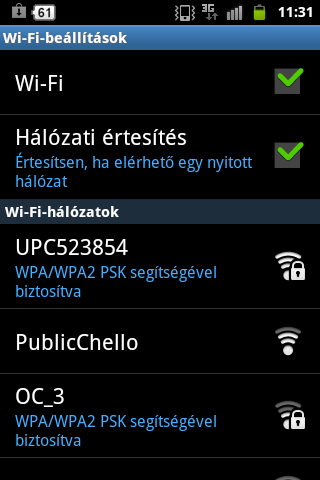 61
3G
11:31
Wi-Fi-beállítások
Wi-Fi
Hálózati értesítés
Értesítsen, ha elérhető egy nyitott
hálózat
Wi-Fi-hálózatok
UPC523854
WPA/WPA2 PSK segítségével
biztosítva
PublicChello
OC_3
WPA/WPA2 PSK segítségével
biztosítva